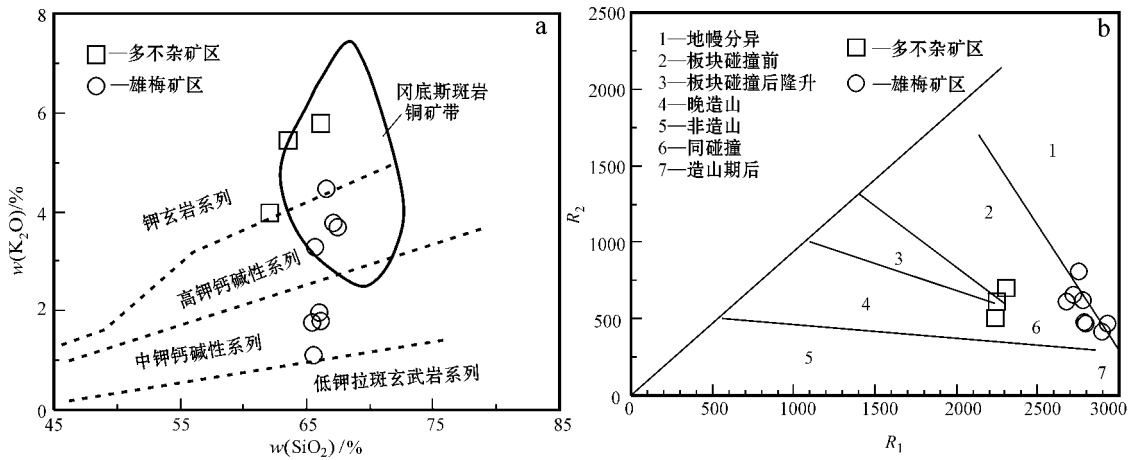 a
8
6
4
2
0
w(K₂O)/%
□—多不杂矿区
○—雄梅矿区
冈底斯斑岩
铜矿带
钾玄岩系列
高钾钙碱性系列
中钾钙碱性系列
低钾拉斑玄武岩系列
45 55 65 75 85
w(SiO₂)/%
b
2500
2000
1500
1000
500
0
R₂
1—地幔分异
2—板块碰撞前
3—板块碰撞后隆升
4—晚造山
5—非造山
6—同碰撞
7—造山期后
□—多不杂矿区
○—雄梅矿区
1
2
3
4
5
6
7
0 500 1000 1500 2000 2500 3000
R₁